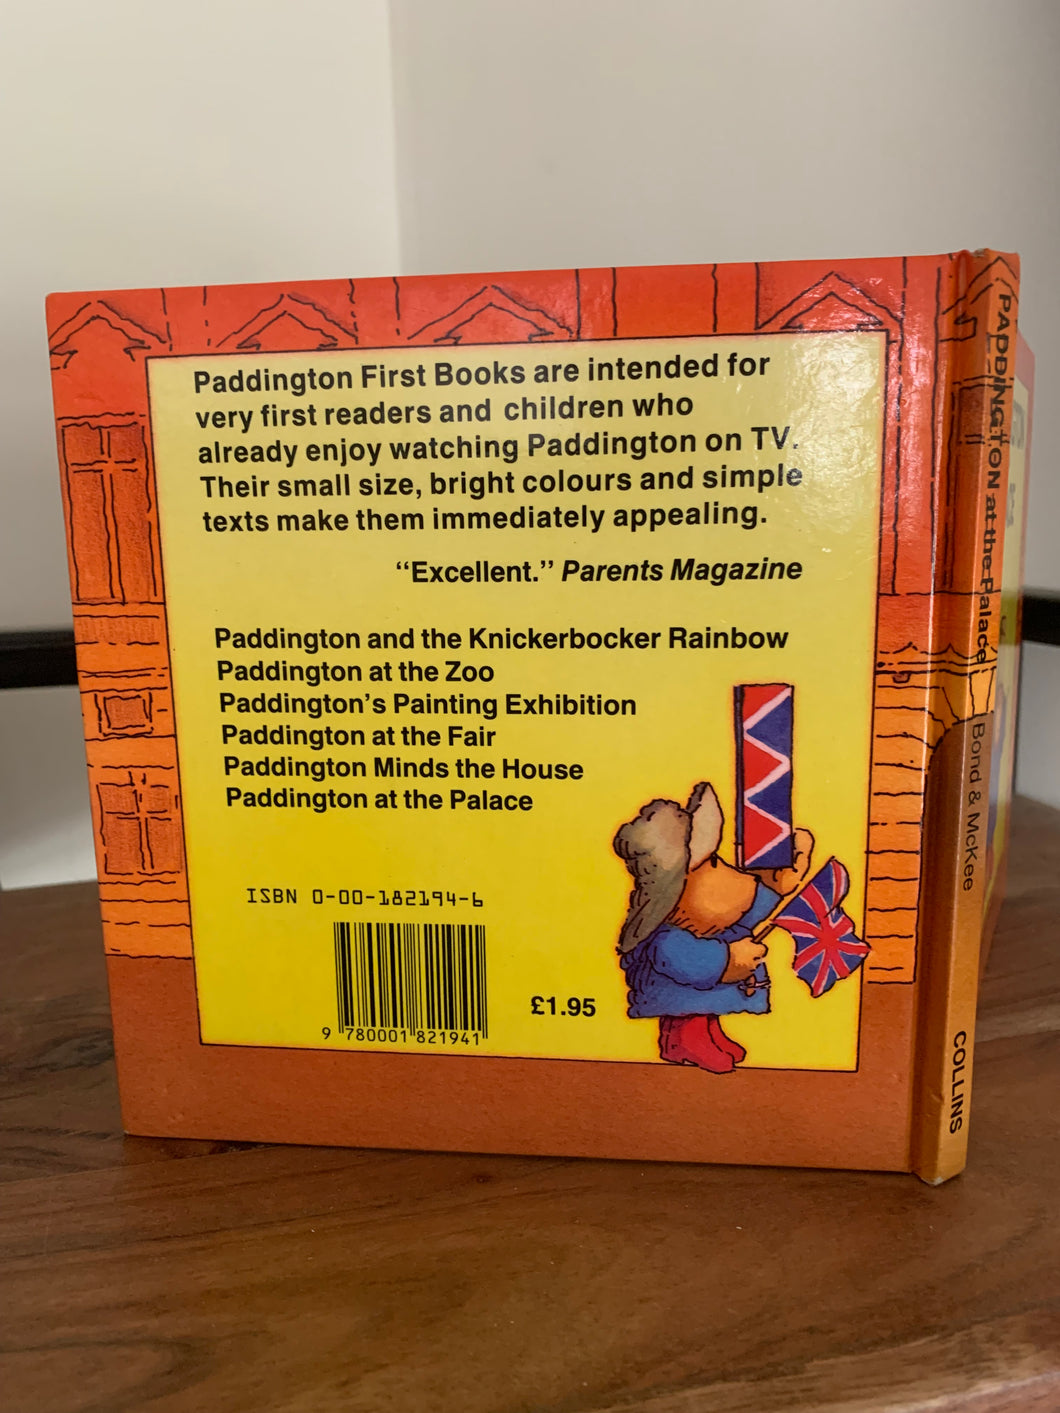 Paddington First Books are intended for
very first readers and children who
already enjoy watching Paddington on TV.
Their small size, bright colours and simple
texts make them immediately appealing.
“Excellent.” Parents Magazine
Paddington and the Knickerbocker Rainbow
Paddington at the Zoo
Paddington’s Painting Exhibition
Paddington at the Fair
Paddington Minds the House
Paddington at the Palace
ISBN 0-00-182194-6
9 780001 821941
£1.95
PADDINGTON at the Palace
Bond & McKee
COLLINS